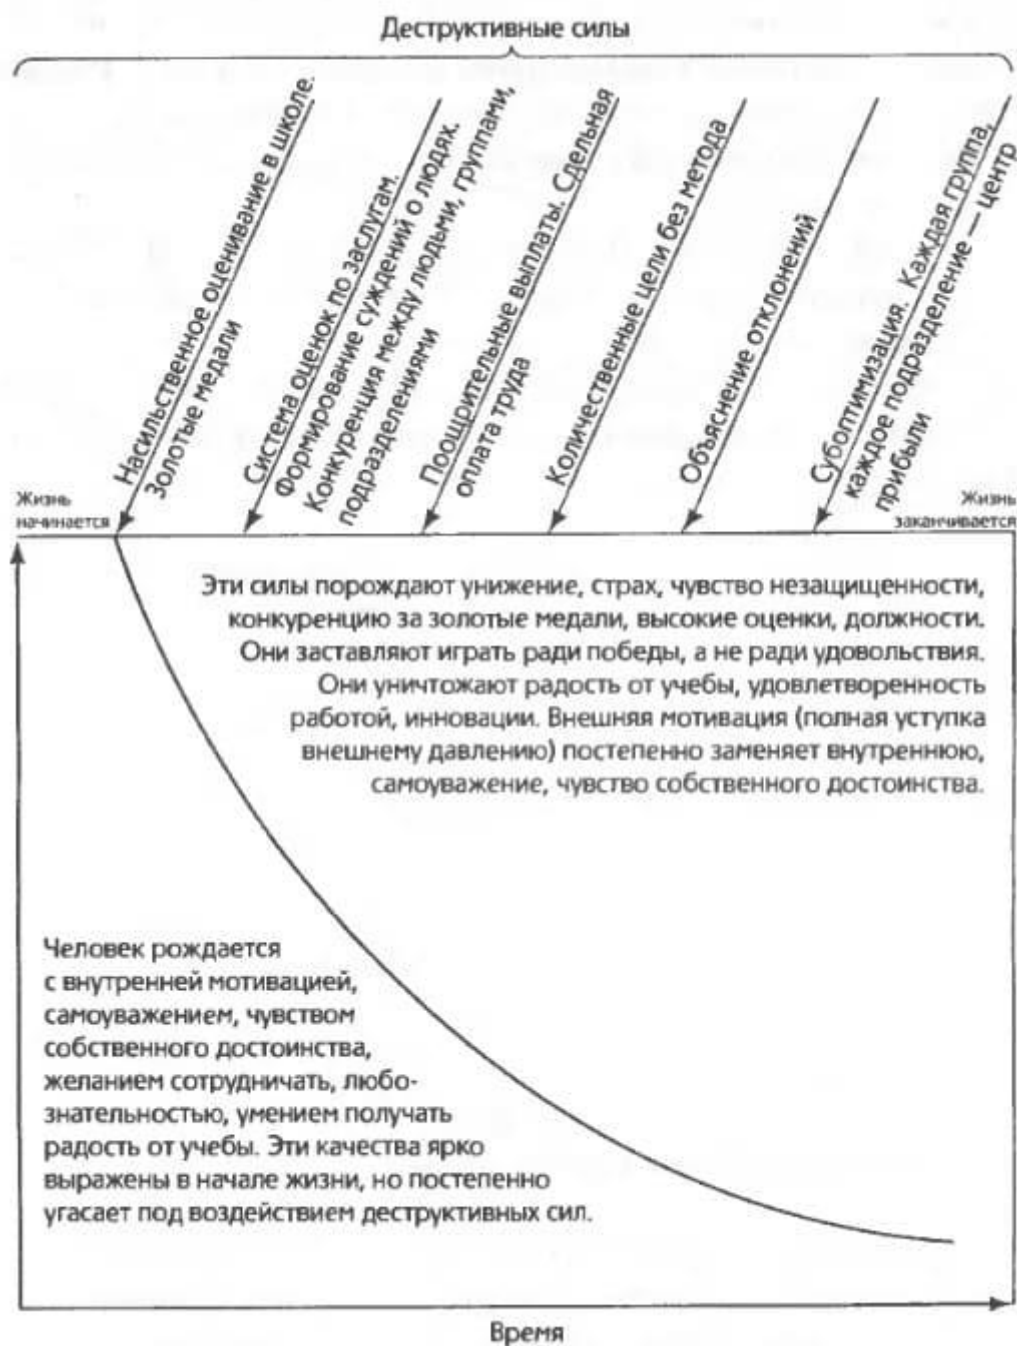 Деструктивные силы
Насильственное оценивание в школе.
Золотые медали
Система оценок по заслугам.
Формирование суждений о людях.
Конкуренция между людьми, группами,
подразделениями
Поощрительные выплаты. Сдельная
оплата труда
Количественные цели без метода
Объяснение отклонений
Субоптимизация. Каждая группа,
каждое подразделение — центр
прибыли
Жизнь
начинается
Жизнь
заканчивается
Эти силы порождают унижение, страх, чувство незащищенности,
конкуренцию за золотые медали, высокие оценки, должности.
Они заставляют играть ради победы, а не ради удовольствия.
Они уничтожают радость от учебы, удовлетворенность
работой, инновации. Внешняя мотивация (полная уступка
внешнему давлению) постепенно заменяет внутреннюю,
самоуважение, чувство собственного достоинства.
Человек рождается
с внутренней мотивацией,
самоуважением, чувством
собственного достоинства,
желанием сотрудничать, любо-
знательностью, умением получать
радость от учебы. Эти качества ярко
выражены в начале жизни, но постепенно
угасает под воздействием деструктивных сил.
Время